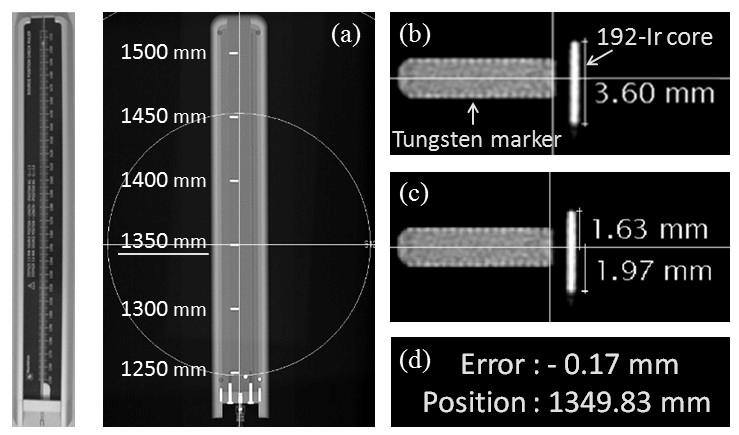 (a)
1500 mm
1450 mm
1400 mm
1350 mm
1300 mm
1250 mm
(b)
192-Ir core
3.60 mm
Tungsten marker
(c)
1.63 mm
1.97 mm
(d)
Error : - 0.17 mm
Position : 1349.83 mm